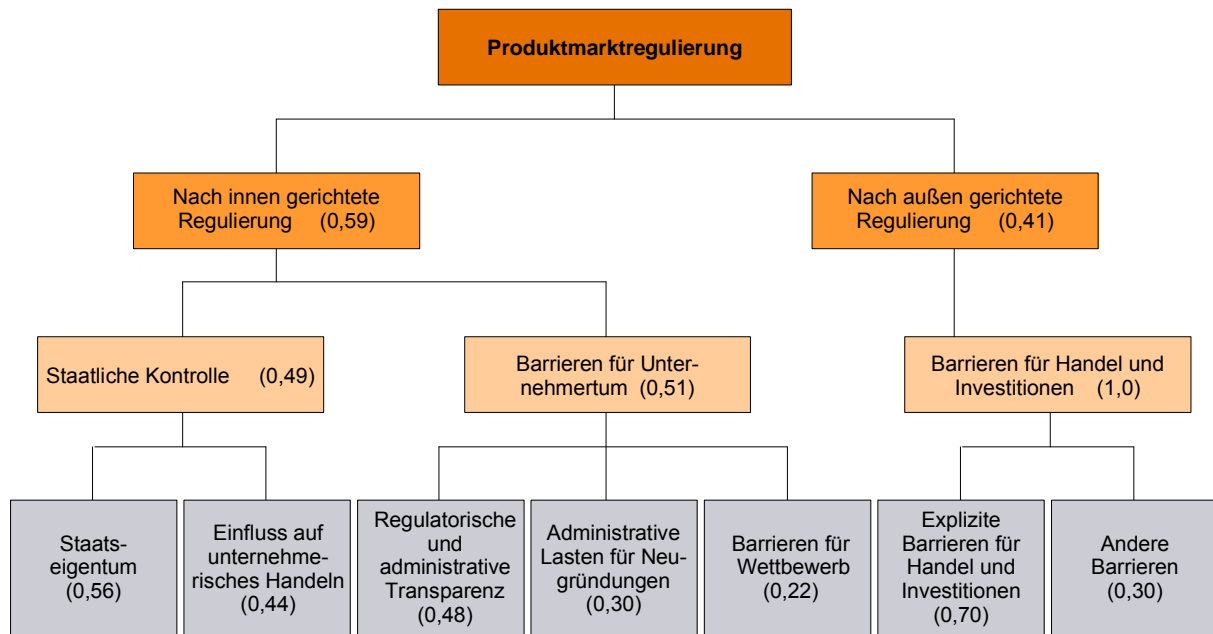 Produktmarktregulierung
Nach innen gerichtete
Regulierung (0,59)
Nach außen gerichtete
Regulierung (0,41)
Staatliche Kontrolle (0,49)
Barrieren für Unter-
nehmertum (0,51)
Barrieren für Handel und
Investitionen (1,0)
Staats-
eigentum
(0,56)
Einfluss auf
unternehme-
risches Handeln
(0,44)
Regulatorische
und
administrative
Transparenz
(0,48)
Administrative
Lasten für Neu-
gründungen
(0,30)
Barrieren für
Wettbewerb
(0,22)
Explizite
Barrieren für
Handel und
Investitionen
(0,70)
Andere
Barrieren
(0,30)